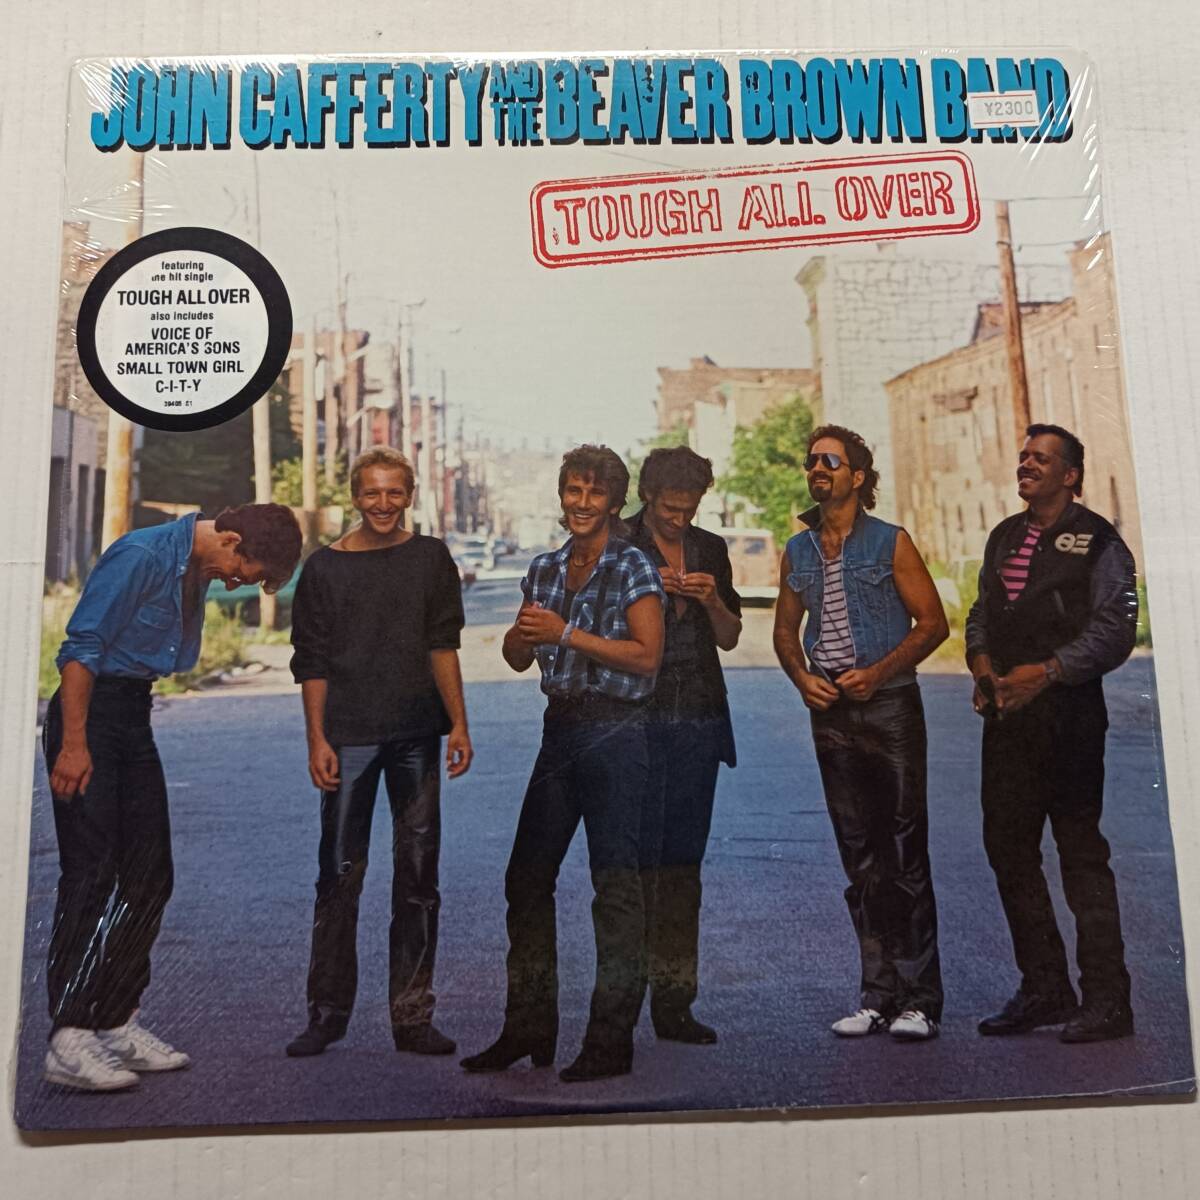 JOHN CAFFERTY AND THE BEAVER BROWN BAND
¥2300
TOUGH ALL OVER
featuring
the hit single
TOUGH ALL OVER
also includes
VOICE OF
AMERICA'S SONS
SMALL TOWN GIRL
C-I-T-Y
ΘΞ